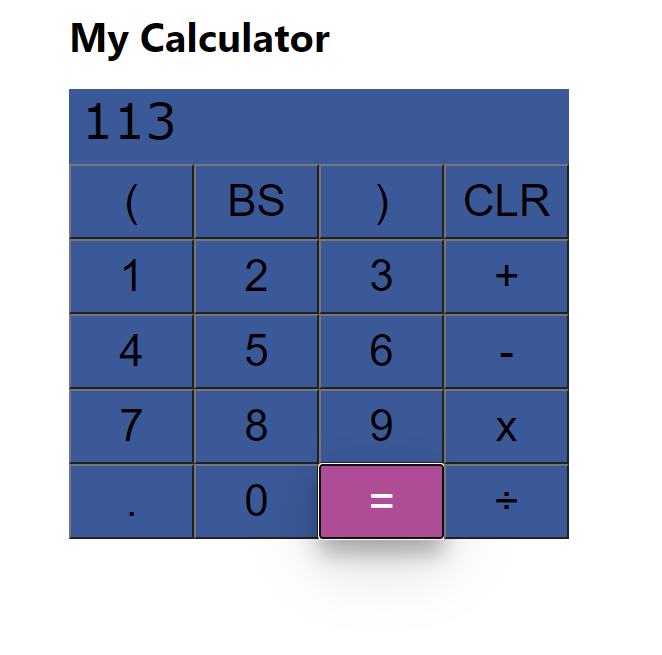 My Calculator
113
( BS ) CLR
1 2 3 +
4 5 6 -
7 8 9 x
. 0 = ÷